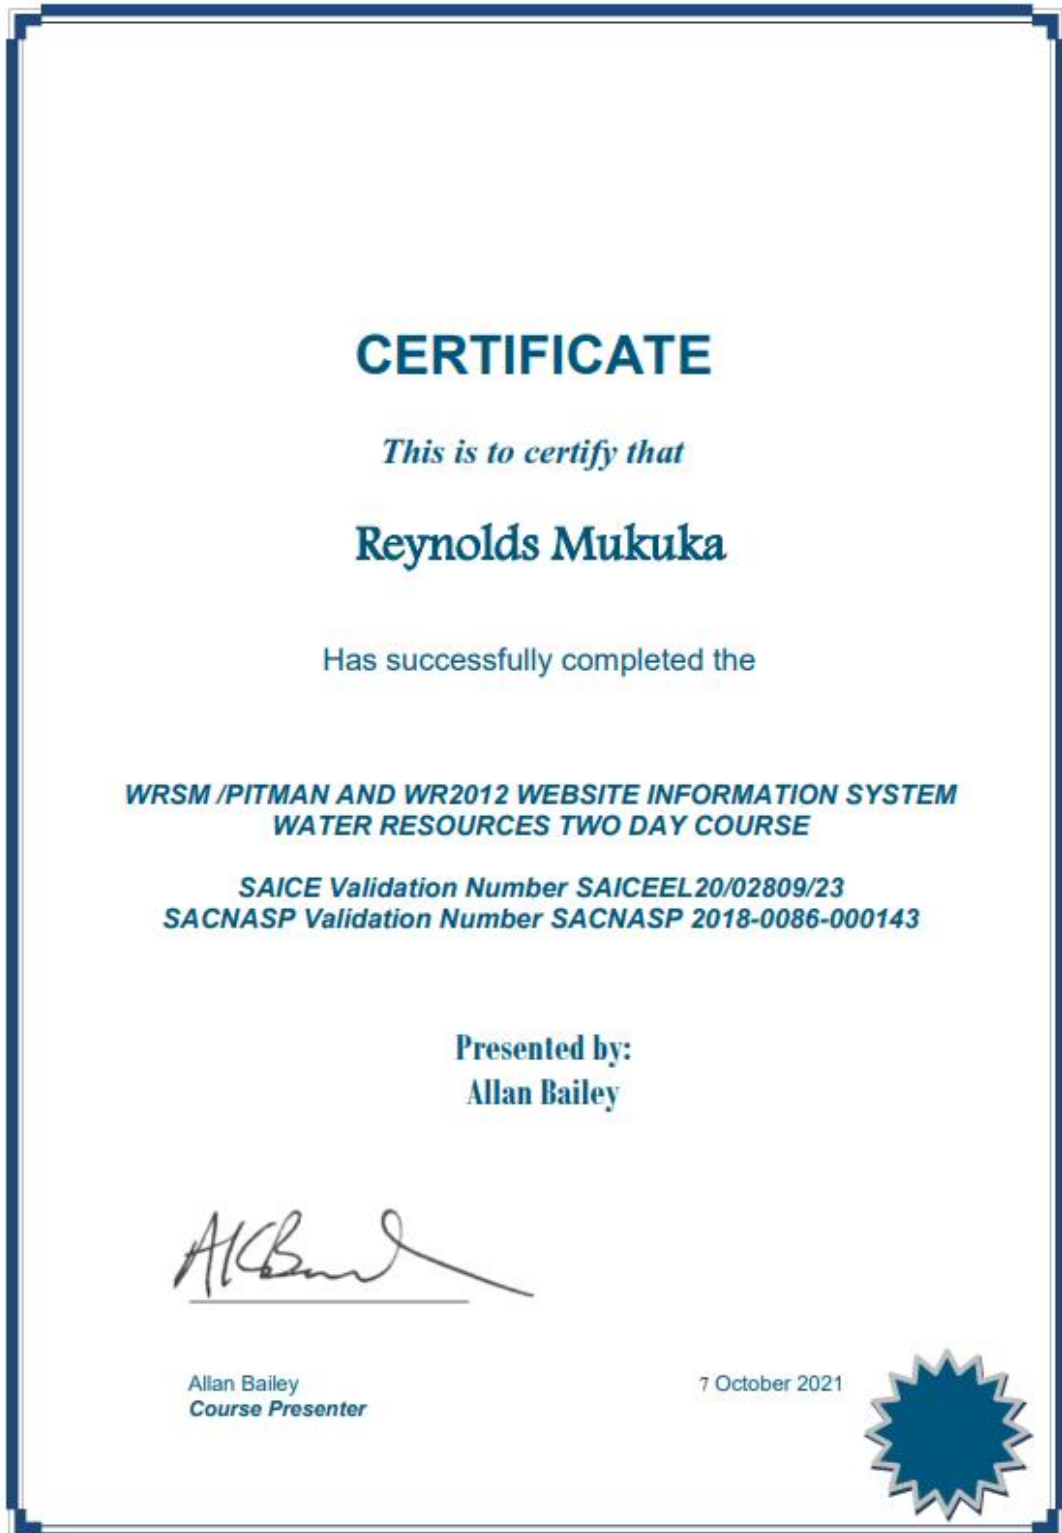 CERTIFICATE
This is to certify that
Reynolds Mukuka
Has successfully completed the
WRSM /PITMAN AND WR2012 WEBSITE INFORMATION SYSTEM
WATER RESOURCES TWO DAY COURSE
SAICE Validation Number SAICEEL20/02809/23
SACNASP Validation Number SACNASP 2018-0086-000143
Presented by:
Allan Bailey
Allan Bailey
Course Presenter
7 October 2021